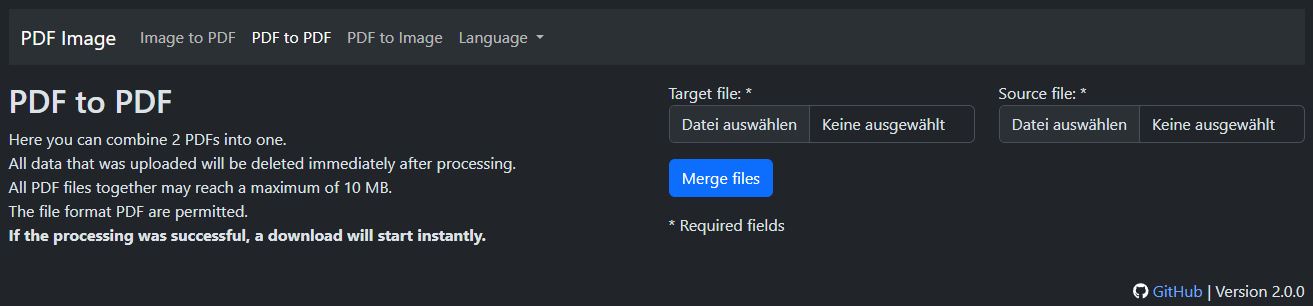 PDF Image Image to PDF PDF to PDF PDF to Image Language
PDF to PDF
Here you can combine 2 PDFs into one.
All data that was uploaded will be deleted immediately after processing.
All PDF files together may reach a maximum of 10 MB.
The file format PDF are permitted.
If the processing was successful, a download will start instantly.
Target file: *
Datei auswählen Keine ausgewählt
Source file: *
Datei auswählen Keine ausgewählt
Merge files
* Required fields
GitHub | Version 2.0.0